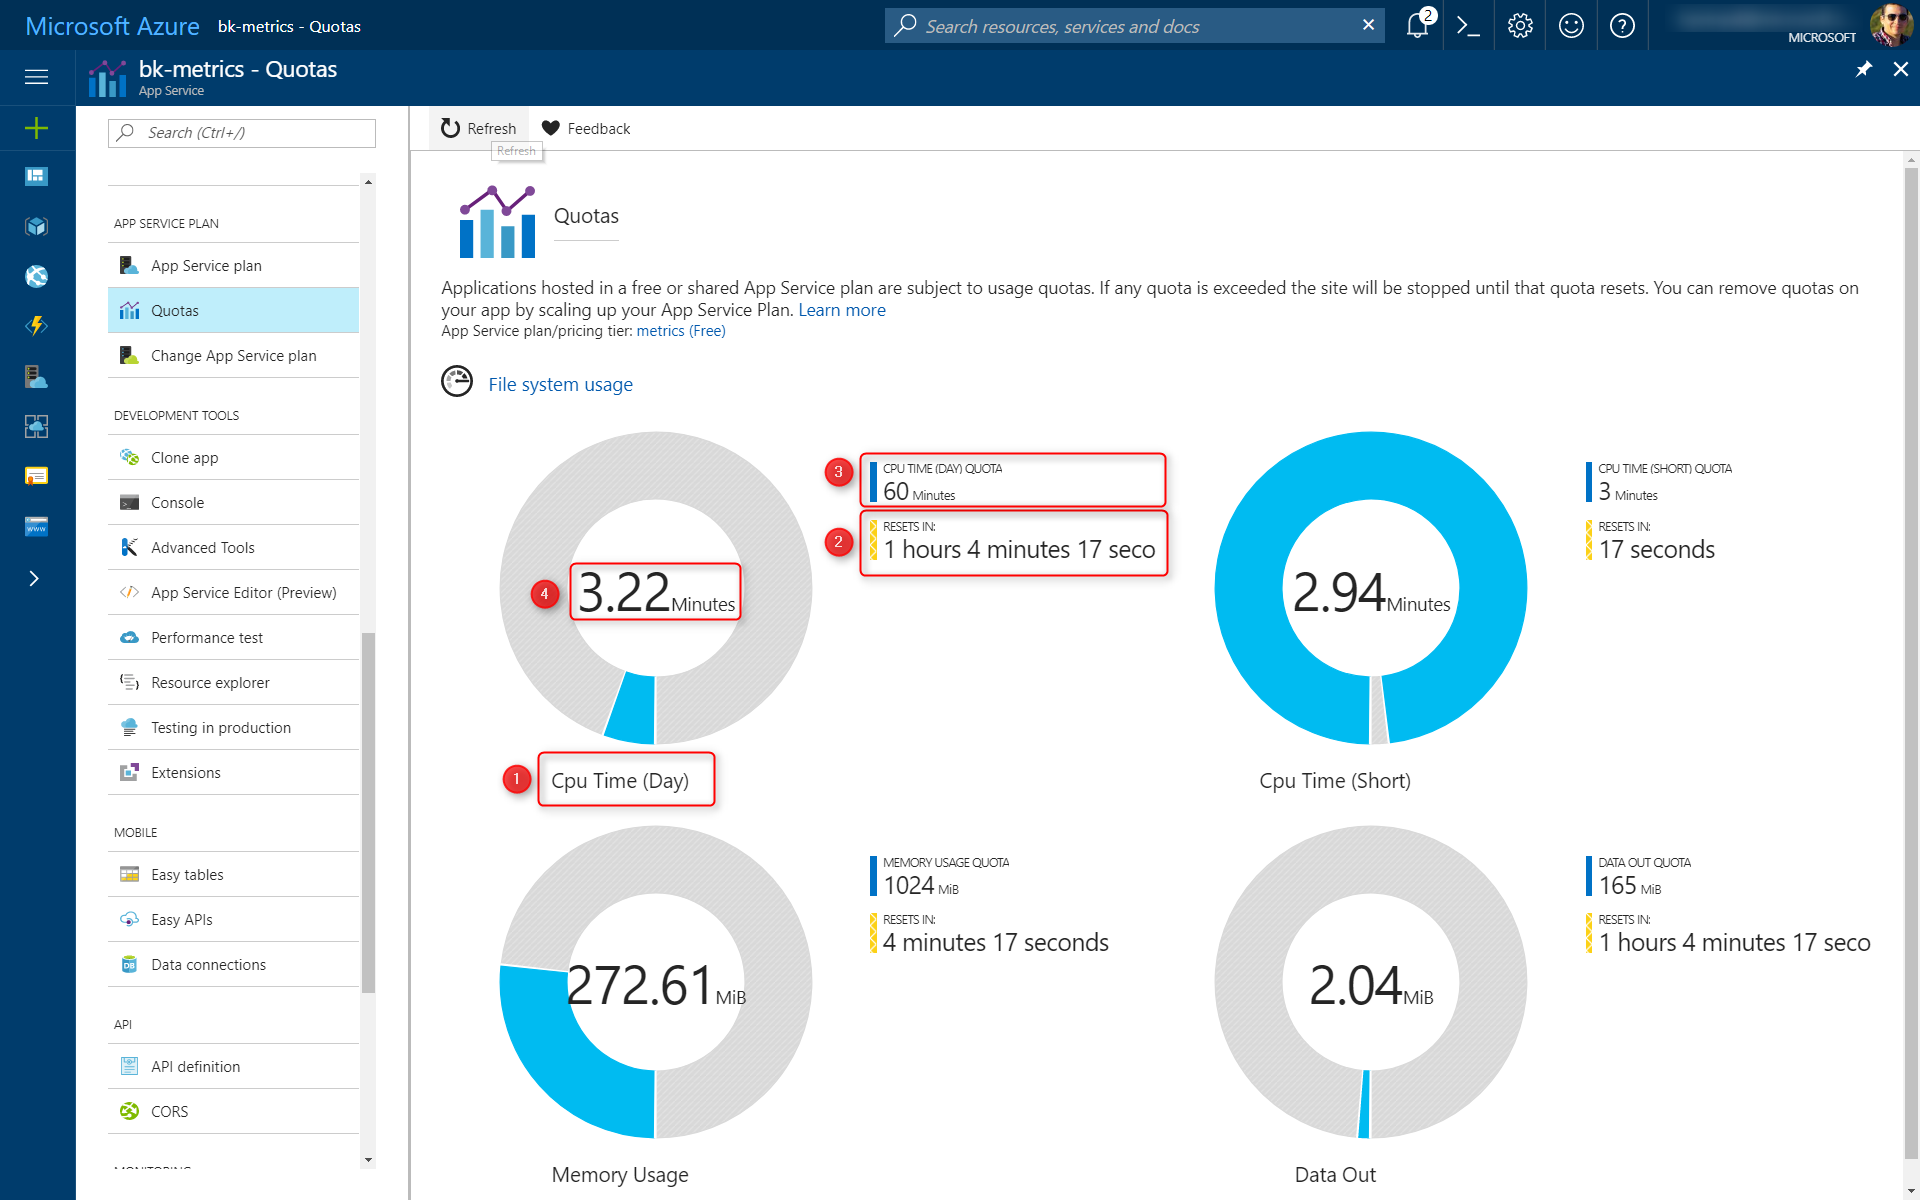 Microsoft Azure bk-metrics - Quotas
Search resources, services and docs
2
MICROSOFT
bk-metrics - Quotas
App Service
Search (Ctrl+/)
APP SERVICE PLAN
App Service plan
Quotas
Change App Service plan
DEVELOPMENT TOOLS
Clone app
Console
Advanced Tools
App Service Editor (Preview)
Performance test
Resource explorer
Testing in production
Extensions
MOBILE
Easy tables
Easy APIs
Data connections
API
API definition
CORS
MONITORING
Refresh
Feedback
Refresh
Quotas
Applications hosted in a free or shared App Service plan are subject to usage quotas. If any quota is exceeded the site will be stopped until that quota resets. You can remove quotas on
your app by scaling up your App Service Plan. Learn more
App Service plan/pricing tier: metrics (Free)
File system usage
3
CPU TIME (DAY) QUOTA
60 Minutes
2
RESETS IN:
1 hours 4 minutes 17 seco
4
3.22Minutes
1
Cpu Time (Day)
CPU TIME (SHORT) QUOTA
3 Minutes
RESETS IN:
17 seconds
2.94Minutes
Cpu Time (Short)
MEMORY USAGE QUOTA
1024 MiB
RESETS IN:
4 minutes 17 seconds
272.61MiB
Memory Usage
DATA OUT QUOTA
165 MiB
RESETS IN:
1 hours 4 minutes 17 seco
2.04MiB
Data Out